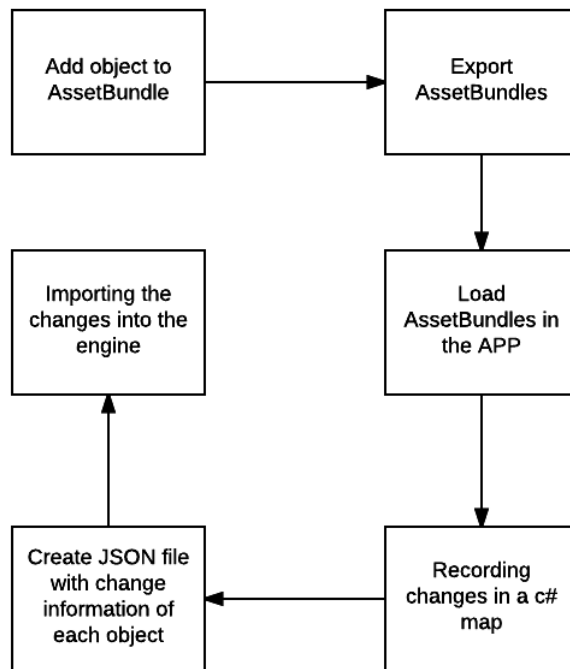 Add object to
AssetBundle
Export
AssetBundles
Importing the
changes into the
engine
Load
AssetBundles in
the APP
Create JSON file
with change
information of
each object
Recording
changes in a c#
map